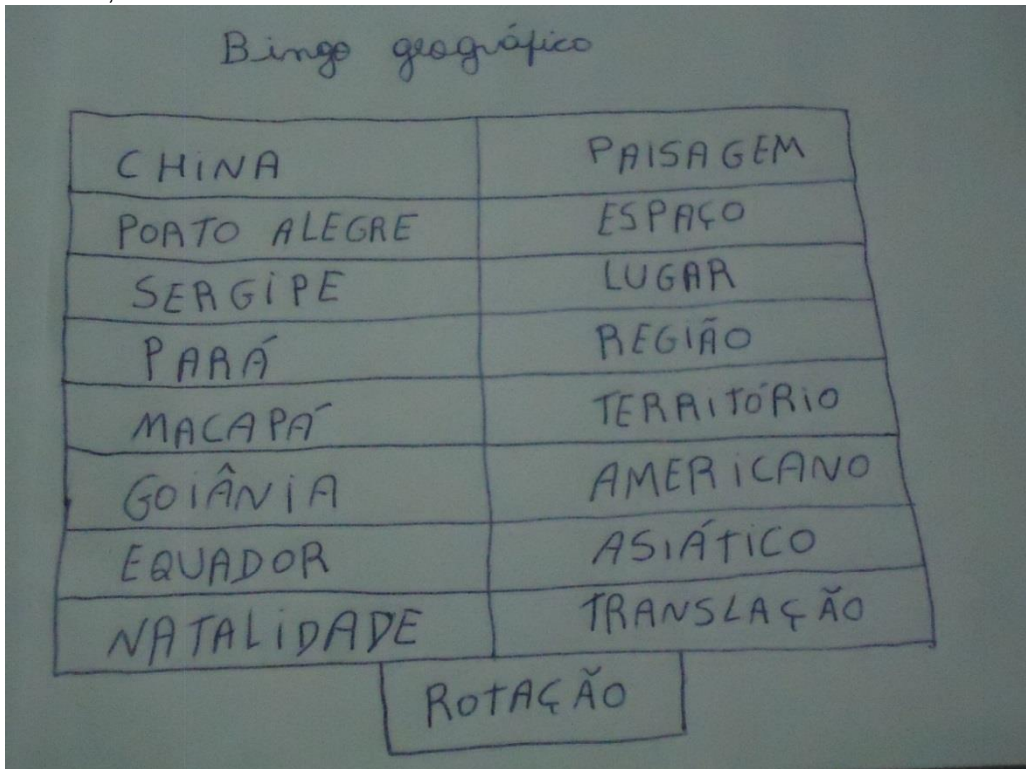 Bingo geográfico
CHINA PAISAGEM
PORTO ALEGRE ESPAÇO
SERGIPE LUGAR
PARÁ REGIÃO
MACAPÁ TERRITÓRIO
GOIÂNIA AMERICANO
EQUADOR ASIÁTICO
NATALIDADE TRANSLAÇÃO
ROTAÇÃO